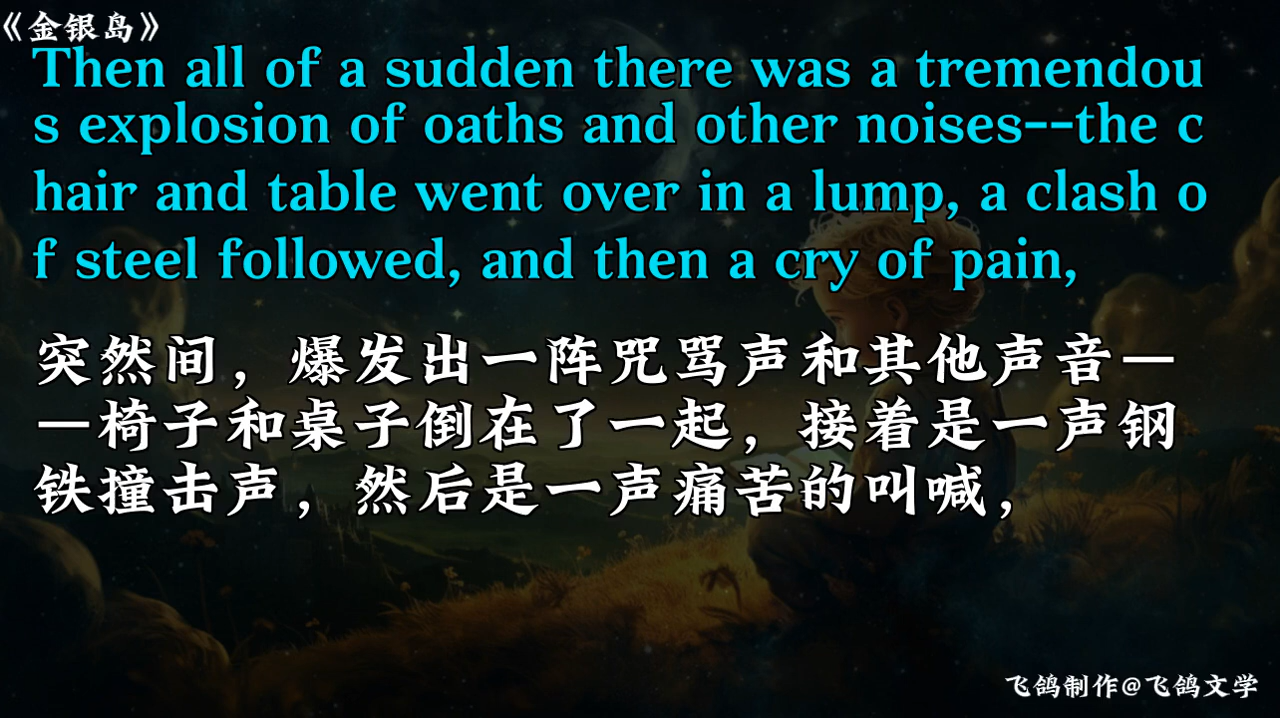 《金银岛》
Then all of a sudden there was a tremendou
s explosion of oaths and other noises--the c
hair and table went over in a lump, a clash o
f steel followed, and then a cry of pain,
突然间，爆发出一阵咒骂声和其他声音—
—椅子和桌子倒在了一起，接着是一声钢
铁撞击声，然后是一声痛苦的叫喊，
飞鸽制作@飞鸽文学